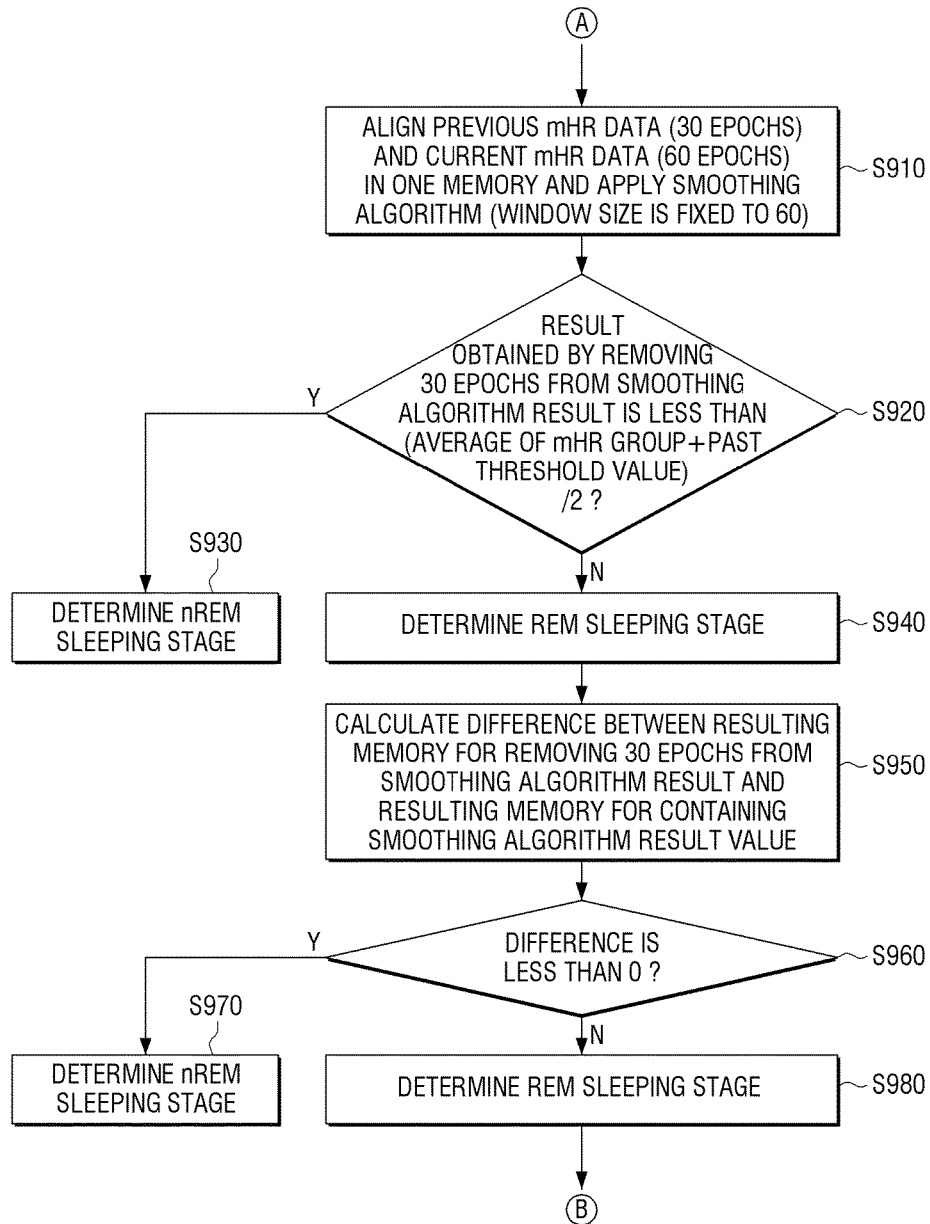 A
ALIGN PREVIOUS mHR DATA (30 EPOCHS)
AND CURRENT mHR DATA (60 EPOCHS)
IN ONE MEMORY AND APPLY SMOOTHING
ALGORITHM (WINDOW SIZE IS FIXED TO 60)
S910
RESULT
OBTAINED BY REMOVING
30 EPOCHS FROM SMOOTHING
ALGORITHM RESULT IS LESS THAN
(AVERAGE OF mHR GROUP+PAST
THRESHOLD VALUE)
/2 ?
S920
Y
N
S930
DETERMINE nREM
SLEEPING STAGE
DETERMINE REM SLEEPING STAGE
S940
CALCULATE DIFFERENCE BETWEEN RESULTING
MEMORY FOR REMOVING 30 EPOCHS FROM
SMOOTHING ALGORITHM RESULT AND
RESULTING MEMORY FOR CONTAINING
SMOOTHING ALGORITHM RESULT VALUE
S950
DIFFERENCE IS
LESS THAN 0 ?
S960
Y
N
S970
DETERMINE nREM
SLEEPING STAGE
DETERMINE REM SLEEPING STAGE
S980
B